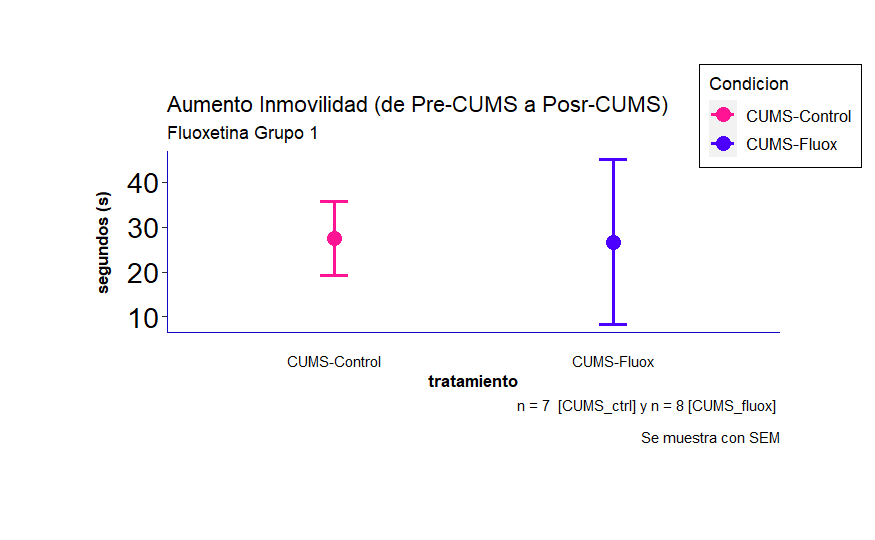 Aumento Inmovilidad (de Pre-CUMS a Posr-CUMS)
Fluoxetina Grupo 1
Condicion
CUMS-Control
CUMS-Fluox
segundos (s)
40
30
20
10
CUMS-Control
CUMS-Fluox
tratamiento
n = 7  [CUMS_ctrl] y n = 8 [CUMS_fluox]
Se muestra con SEM